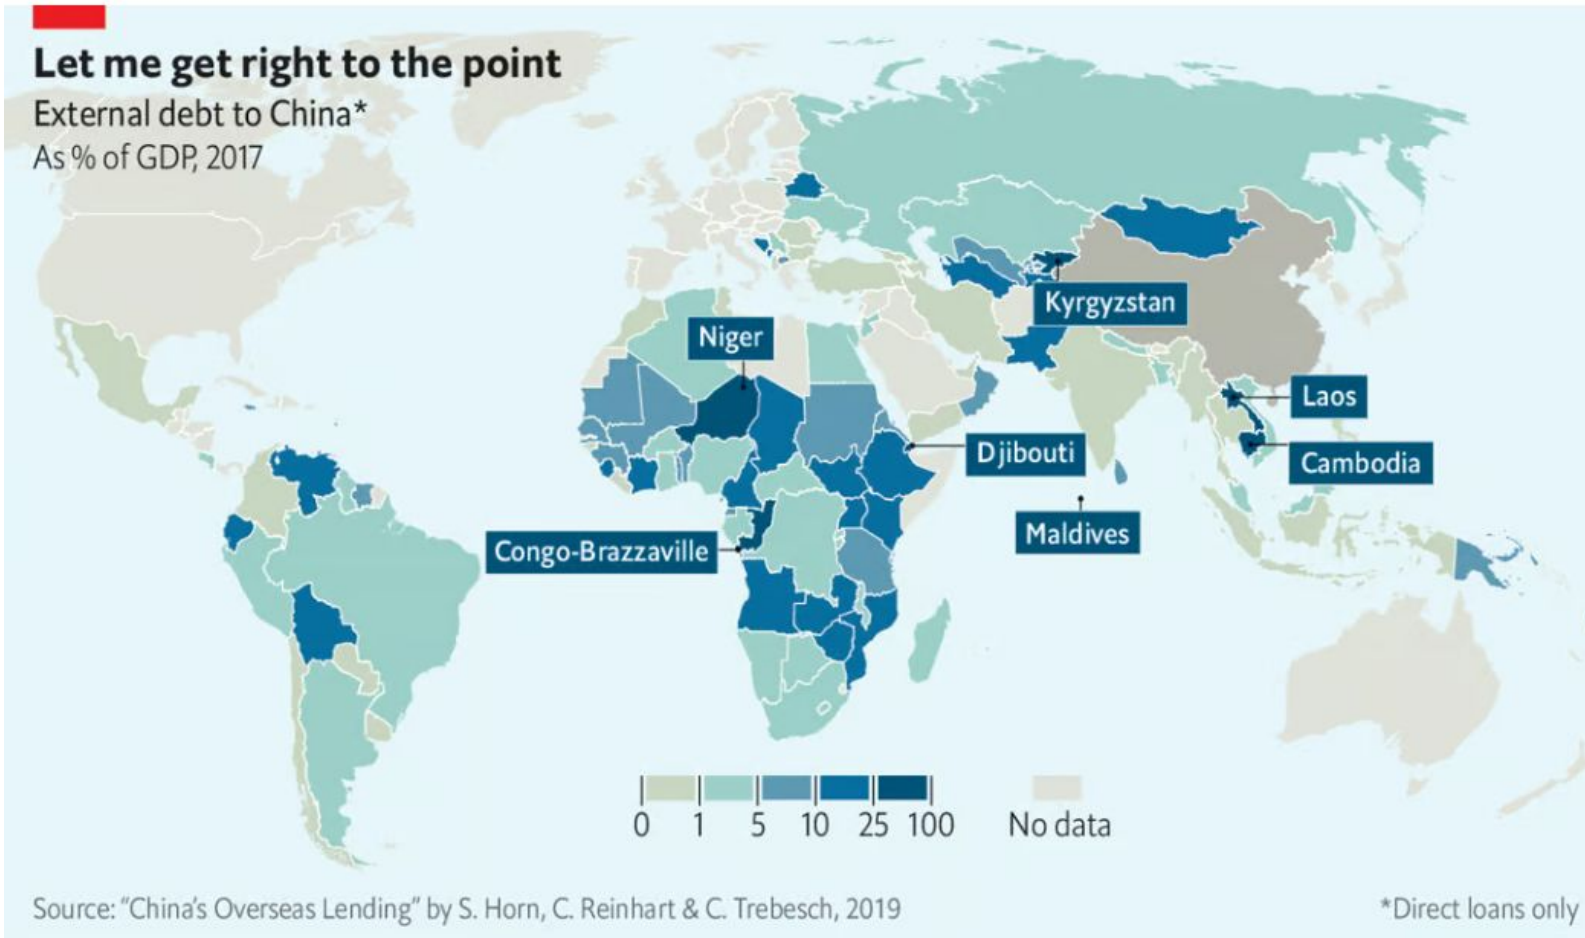 Let me get right to the point
External debt to China*
As % of GDP, 2017
Kyrgyzstan
Niger
Laos
Djibouti
Cambodia
Maldives
Congo-Brazzaville
0 1 5 10 25 100 No data
Source: “China’s Overseas Lending” by S. Horn, C. Reinhart & C. Trebesch, 2019
*Direct loans only